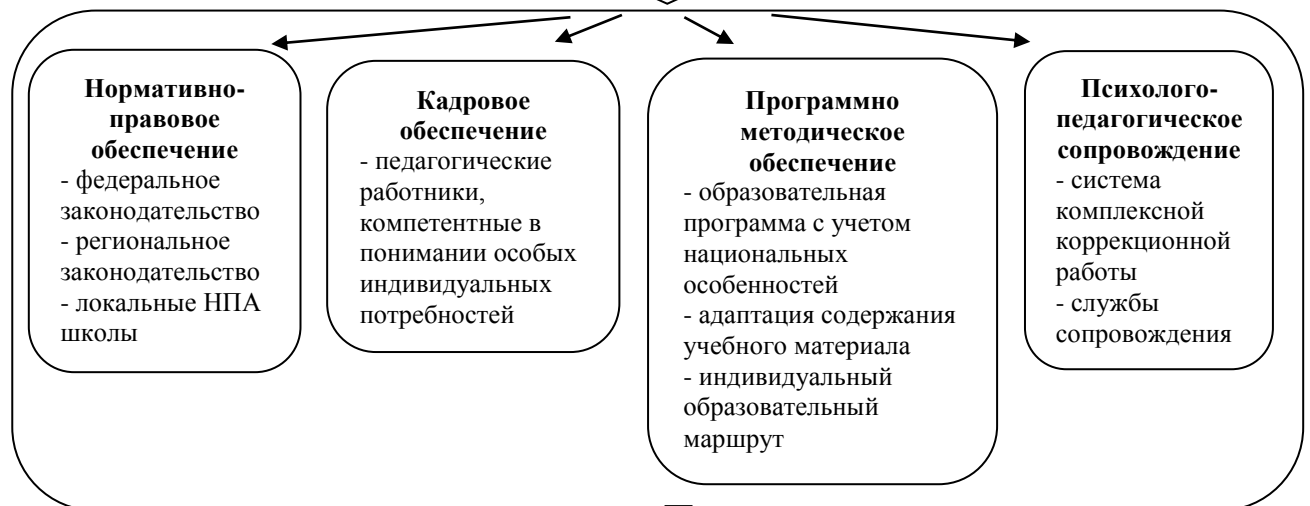 Нормативно-
правовое
обеспечение
- федеральное
законодательство
- региональное
законодательство
- локальные НПА
школы
Кадровое
обеспечение
- педагогические
работники,
компетентные в
понимании особых
индивидуальных
потребностей
Программно
методическое
обеспечение
- образовательная
программа с учетом
национальных
особенностей
- адаптация содержания
учебного материала
- индивидуальный
образовательный
маршрут
Психолого-
педагогическое
сопровождение
- система
комплексной
коррекционной
работы
- службы
сопровождения